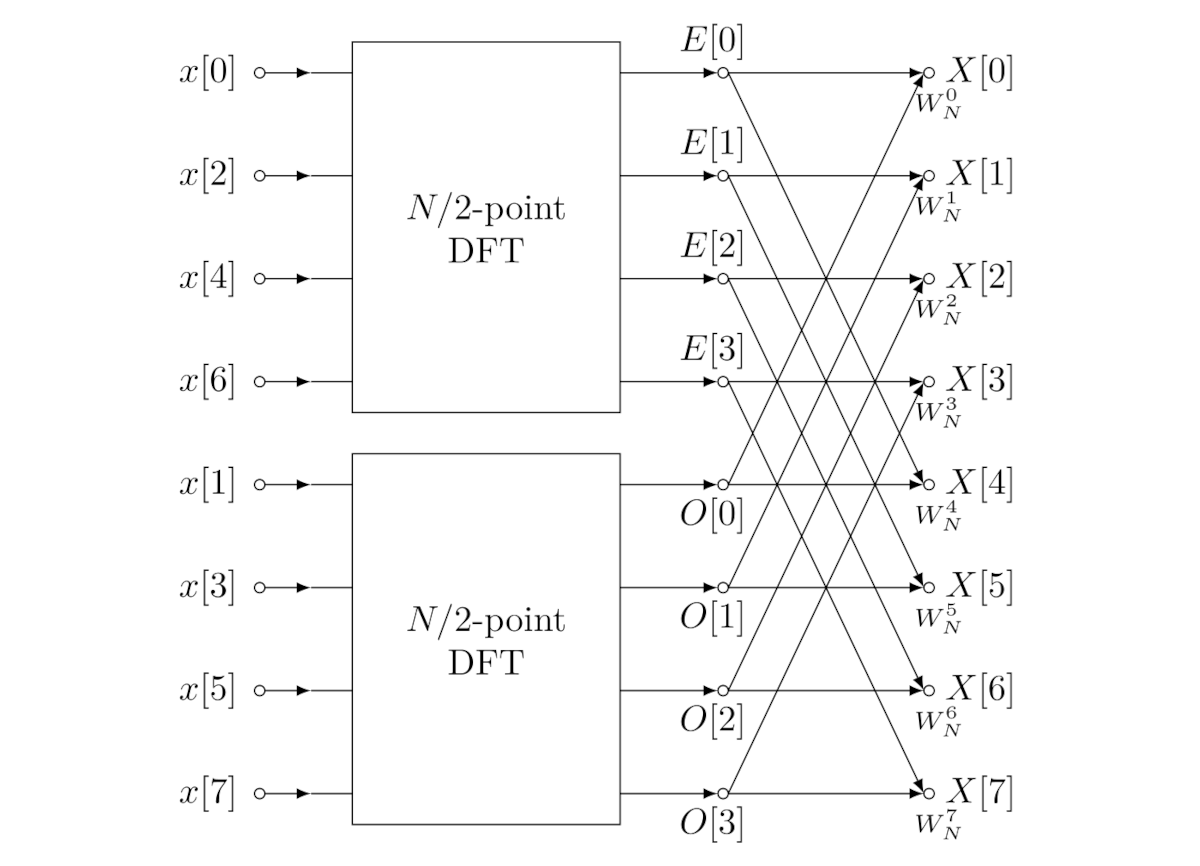 x[0]
x[2]
x[4]
x[6]
x[1]
x[3]
x[5]
x[7]
N/2-point
DFT
N/2-point
DFT
E[0]
E[1]
E[2]
E[3]
O[0]
O[1]
O[2]
O[3]
X[0]
W_N^0
X[1]
W_N^1
X[2]
W_N^2
X[3]
W_N^3
X[4]
W_N^4
X[5]
W_N^5
X[6]
W_N^6
X[7]
W_N^7